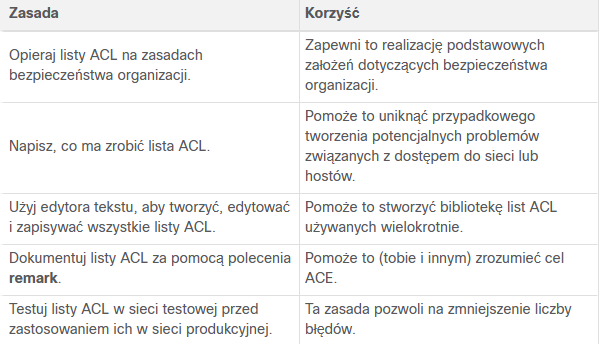 Zasada
Korzyść
Opieraj listy ACL na zasadach
bezpieczeństwa organizacji.
Zapewni to realizację podstawowych
założeń dotyczących bezpieczeństwa
organizacji.
Napisz, co ma zrobić lista ACL.
Pomoże to uniknąć przypadkowego
tworzenia potencjalnych problemów
związanych z dostępem do sieci lub
hostów.
Użyj edytora tekstu, aby tworzyć, edytować
i zapisywać wszystkie listy ACL.
Pomoże to stworzyć bibliotekę list ACL
używanych wielokrotnie.
Dokumentuj listy ACL za pomocą polecenia
remark.
Pomoże to (tobie i innym) zrozumieć cel
ACE.
Testuj listy ACL w sieci testowej przed
zastosowaniem ich w sieci produkcyjnej.
Ta zasada pozwoli na zmniejszenie liczby
błędów.